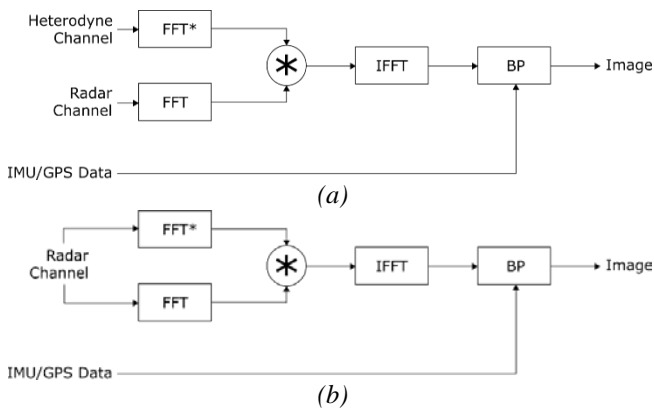 Heterodyne
Channel
FFT*
*
IFFT
BP
Image
Radar
Channel
FFT
IMU/GPS Data
(a)
Radar
Channel
FFT*
*
IFFT
BP
Image
FFT
IMU/GPS Data
(b)